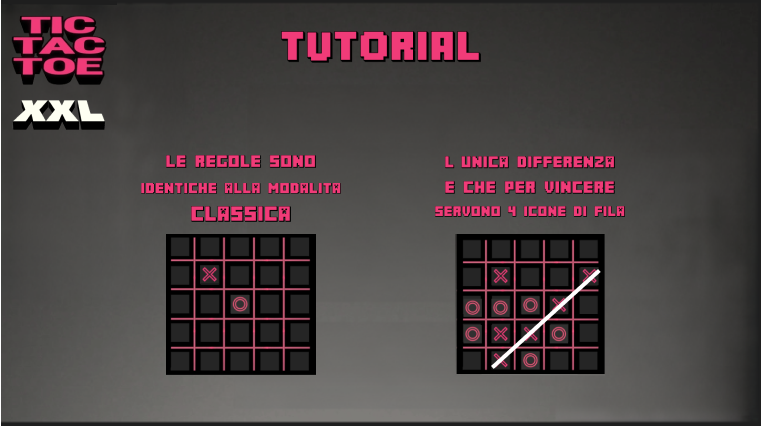 TIC
TAC
TOE
XXL
TUTORIAL
LE REGOLE SONO
IDENTICHE ALLA MODALITA
CLASSICA
L UNICA DIFFERENZA
E CHE PER VINCERE
SERVONO 4 ICONE DI FILA